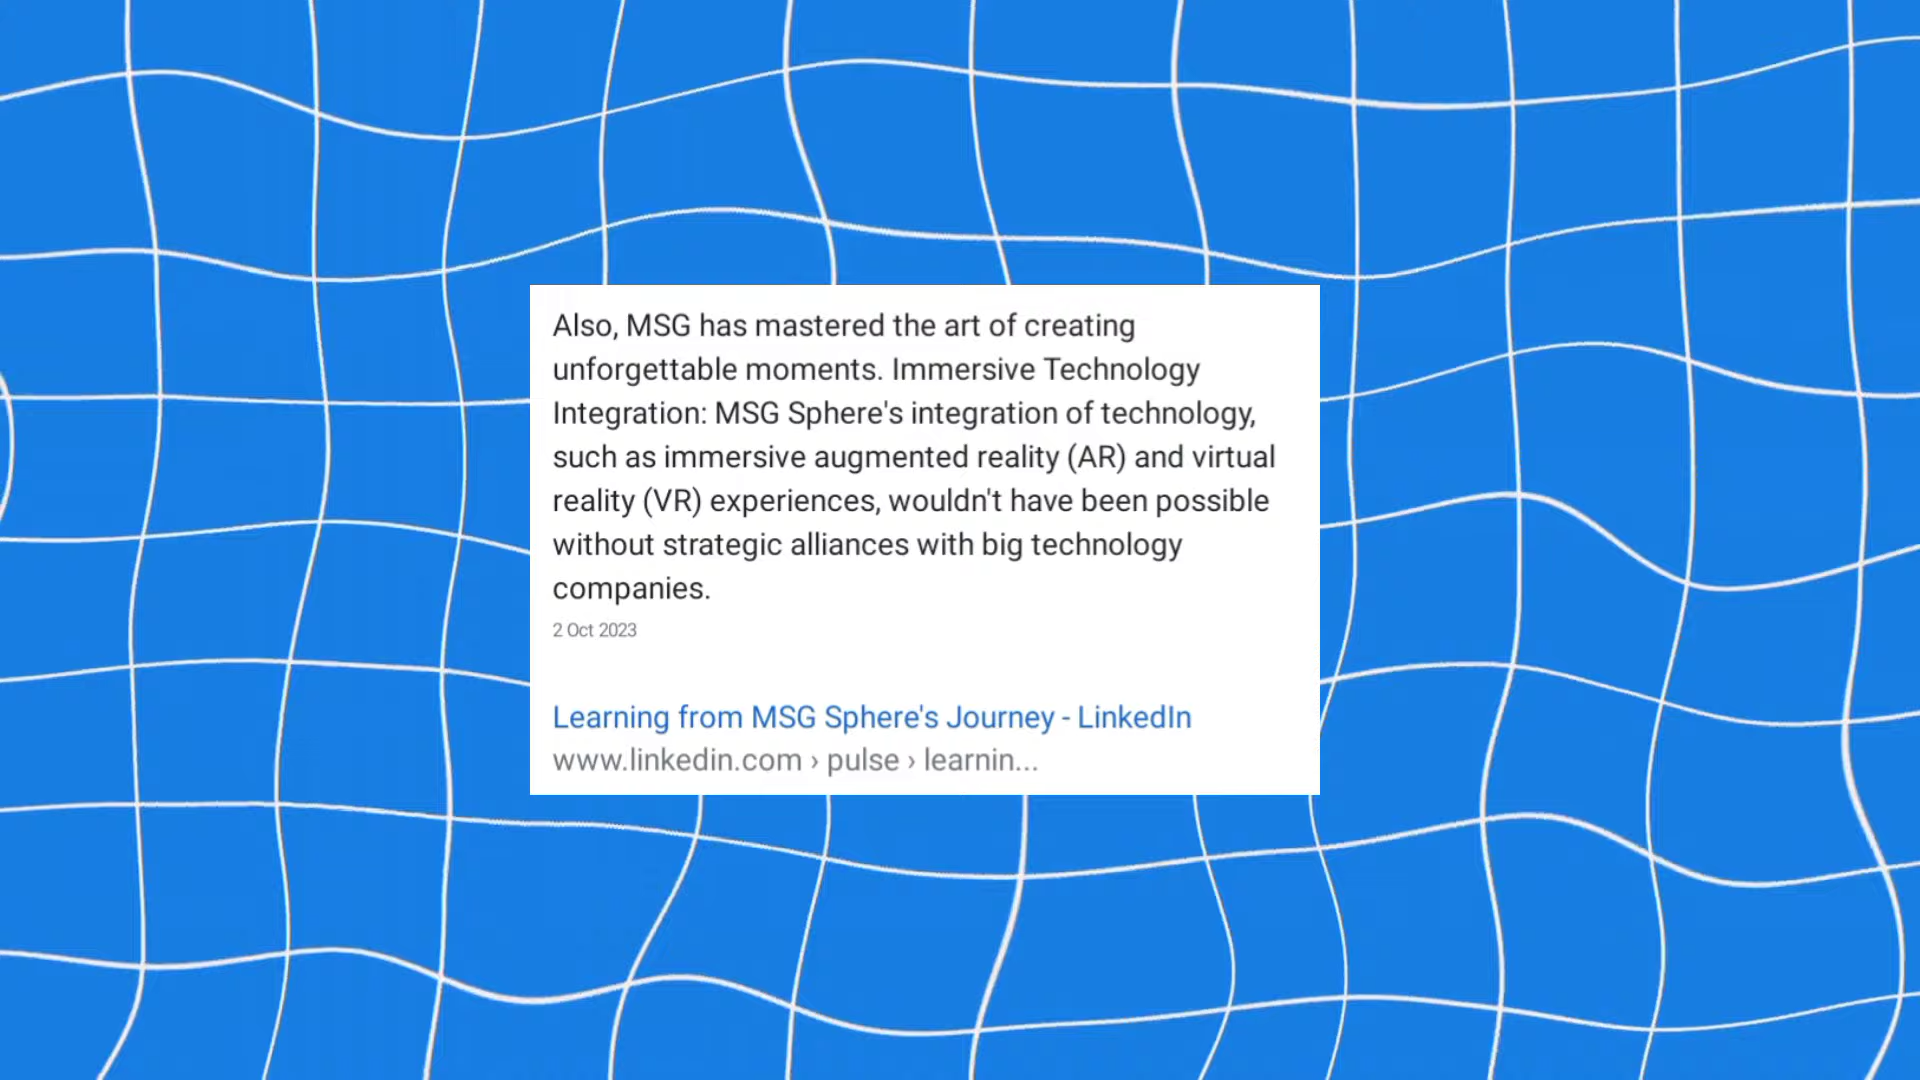 Also, MSG has mastered the art of creating
unforgettable moments. Immersive Technology
Integration: MSG Sphere's integration of technology,
such as immersive augmented reality (AR) and virtual
reality (VR) experiences, wouldn't have been possible
without strategic alliances with big technology
companies.
2 Oct 2023
Learning from MSG Sphere's Journey - LinkedIn
www.linkedin.com › pulse › learnin...